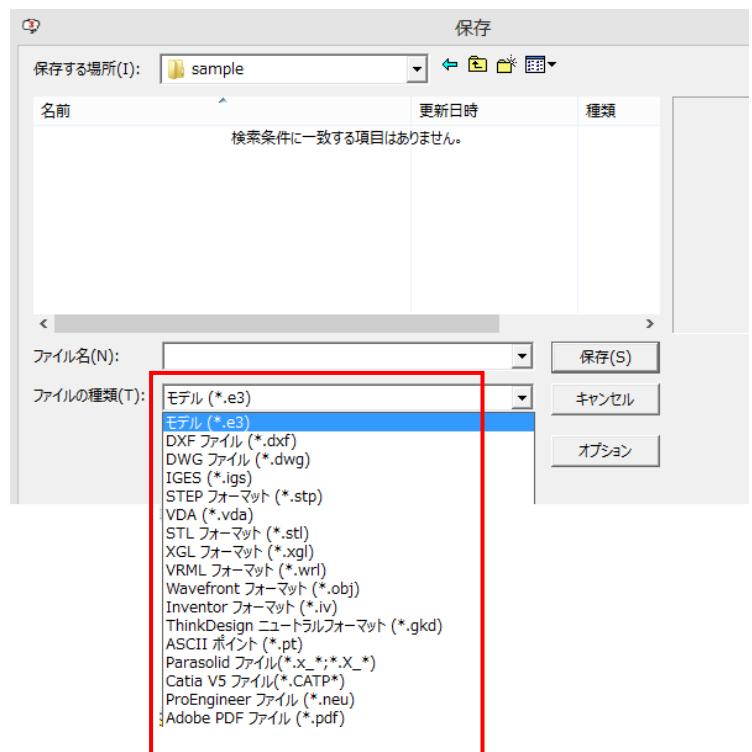 保存
保存する場所(I):
sample
名前
更新日時
種類
検索条件に一致する項目はありません。
ファイル名(N):
保存(S)
ファイルの種類(T):
モデル (*.e3)
キャンセル
モデル (*.e3)
DXF ファイル (*.dxf)
DWG ファイル (*.dwg)
オプション
IGES (*.igs)
STEP フォーマット (*.stp)
VDA (*.vda)
STL フォーマット (*.stl)
XGL フォーマット (*.xgl)
VRML フォーマット (*.wrl)
Wavefront フォーマット (*.obj)
Inventor フォーマット (*.iv)
ThinkDesign ニュートラルフォーマット (*.gkd)
ASCII ポイント (*.pt)
Parasolid ファイル(*.x_*;*.X_*)
Catia V5 ファイル(*.CATP*)
ProEngineer ファイル (*.neu)
Adobe PDF ファイル (*.pdf)